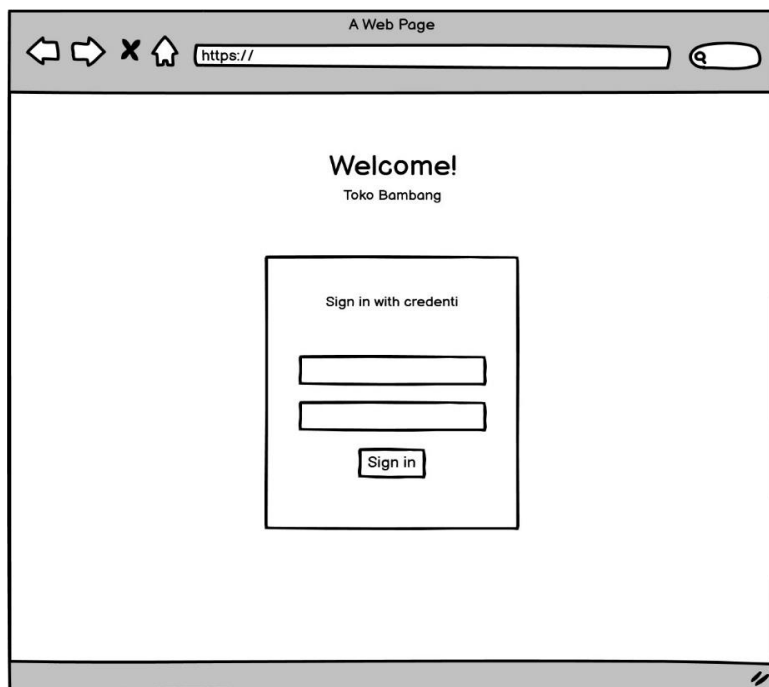 A Web Page
https://
Welcome!
Toko Bambang
Sign in with credenti
Sign in